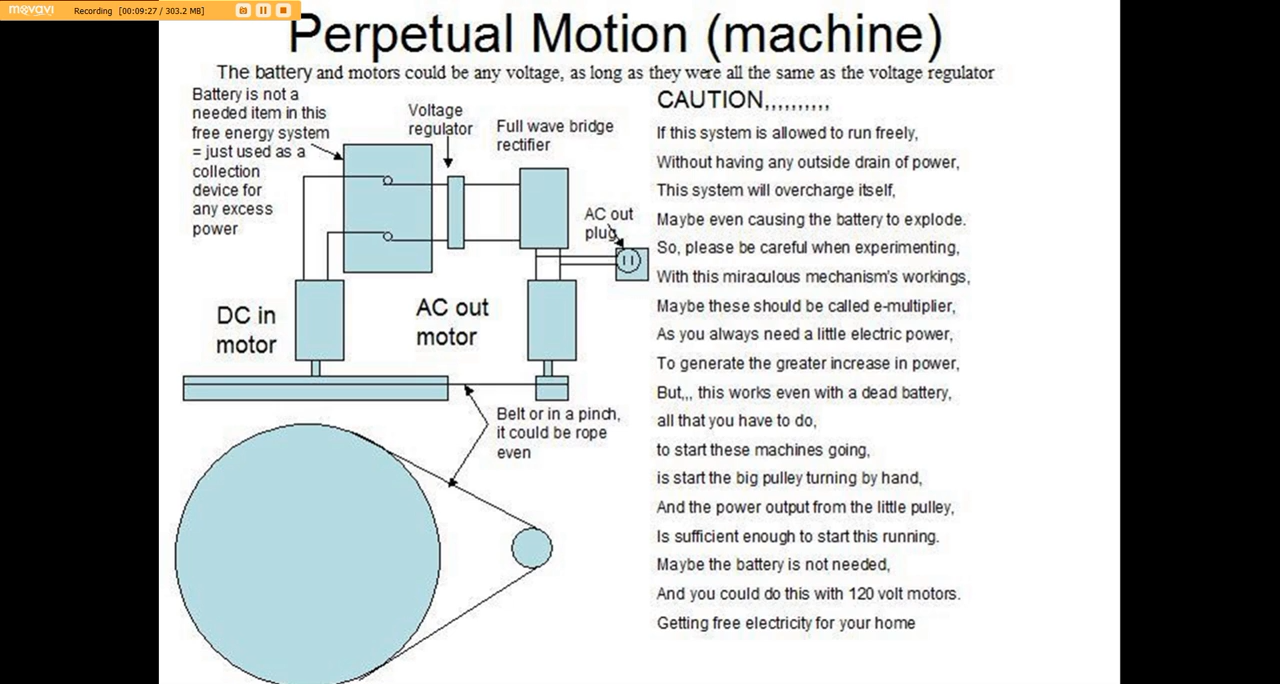 movavi Recording [00:09:27 / 303.2 MB]
Perpetual Motion (machine)
The battery and motors could be any voltage, as long as they were all the same as the voltage regulator
Battery is not a
needed item in this
free energy system
= just used as a
collection
device for
any excess
power
Voltage
regulator
Full wave bridge
rectifier
AC out
plug
DC in
motor
AC out
motor
Belt or in a pinch,
it could be rope
even
CAUTION,,,,,,,,,,
If this system is allowed to run freely,
Without having any outside drain of power,
This system will overcharge itself,
Maybe even causing the battery to explode.
So, please be careful when experimenting,
With this miraculous mechanism's workings,
Maybe these should be called e-multiplier,
As you always need a little electric power,
To generate the greater increase in power,
But,,, this works even with a dead battery,
all that you have to do,
to start these machines going,
is start the big pulley turning by hand,
And the power output from the little pulley,
Is sufficient enough to start this running.
Maybe the battery is not needed,
And you could do this with 120 volt motors.
Getting free electricity for your home